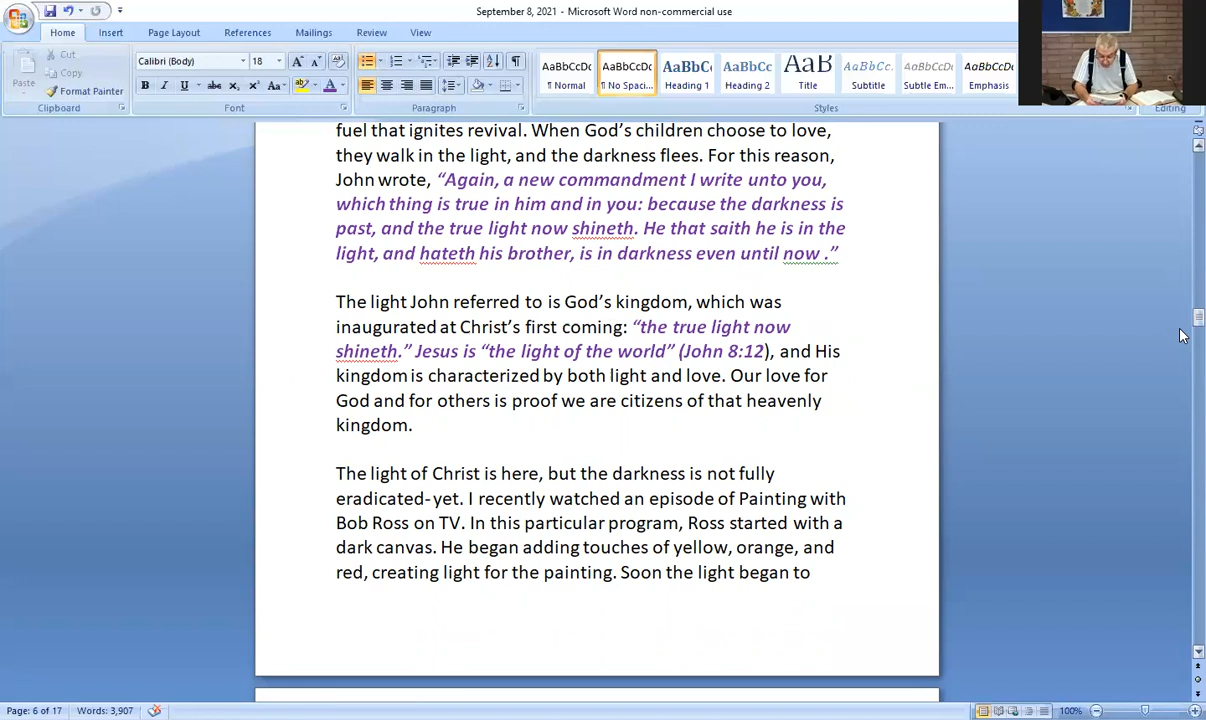 September 8, 2021 - Microsoft Word non-commercial use
Home Insert Page Layout References Mailings Review View
Cut
Copy
Paste
Format Painter
Clipboard
Calibri (Body) 18
Font
Paragraph
AaBbCcDc AaBbCcDc AaBbCc AaBbCc AaB AaBbCcDc AaBbCcDc AaBbCcDc
¶ Normal ¶ No Spaci... Heading 1 Heading 2 Title Subtitle Subtle Em... Emphasis
Styles
Editing
fuel that ignites revival. When God’s children choose to love,
they walk in the light, and the darkness flees. For this reason,
John wrote, “Again, a new commandment I write unto you,
which thing is true in him and in you: because the darkness is
past, and the true light now shineth. He that saith he is in the
light, and hateth his brother, is in darkness even until now .”
The light John referred to is God’s kingdom, which was
inaugurated at Christ’s first coming: “the true light now
shineth.” Jesus is “the light of the world” (John 8:12), and His
kingdom is characterized by both light and love. Our love for
God and for others is proof we are citizens of that heavenly
kingdom.
The light of Christ is here, but the darkness is not fully
eradicated-yet. I recently watched an episode of Painting with
Bob Ross on TV. In this particular program, Ross started with a
dark canvas. He began adding touches of yellow, orange, and
red, creating light for the painting. Soon the light began to
Page: 6 of 17 Words: 3,907 100%